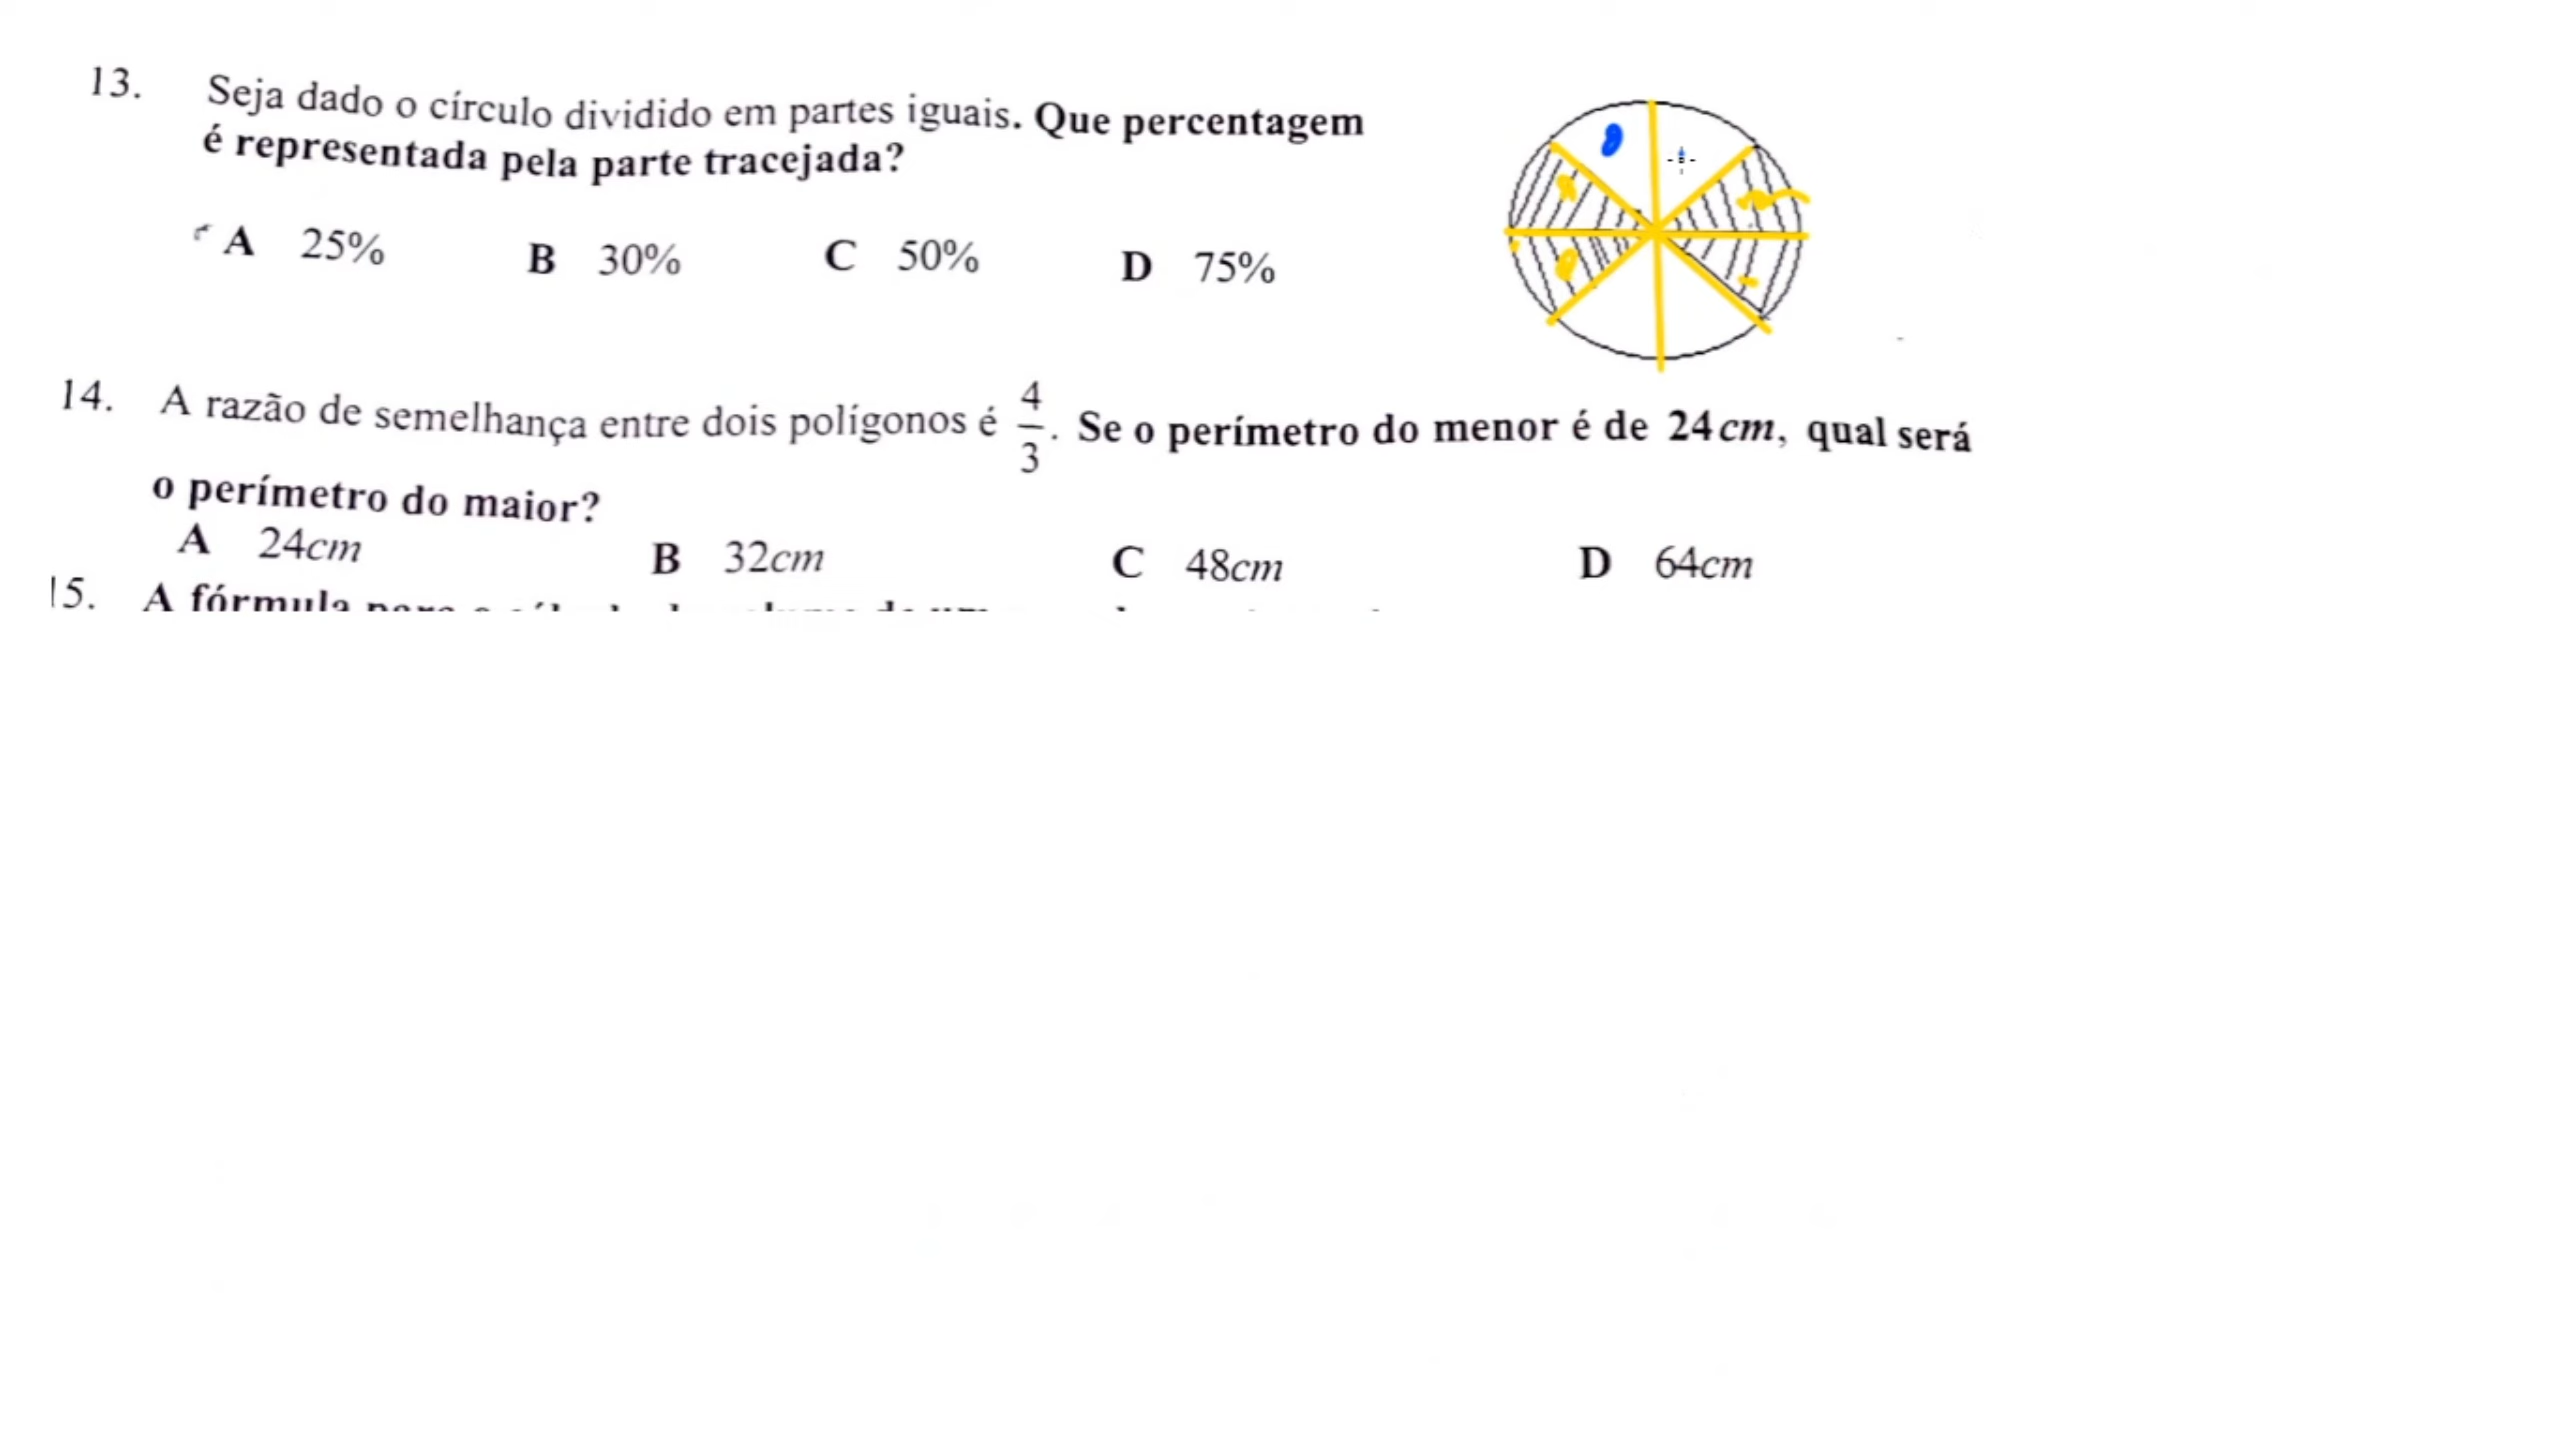 13. Seja dado o círculo dividido em partes iguais. Que percentagem
é representada pela parte tracejada?
A 25% B 30% C 50% D 75%
14. A razão de semelhança entre dois polígonos é 4/3. Se o perímetro do menor é de 24cm, qual será
o perímetro do maior?
A 24cm B 32cm C 48cm D 64cm
15. A fórmula